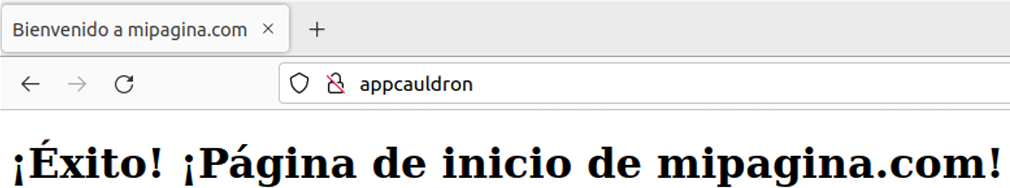 Bienvenido a mipagina.com
appcauldron
¡Éxito! ¡Página de inicio de mipagina.com!